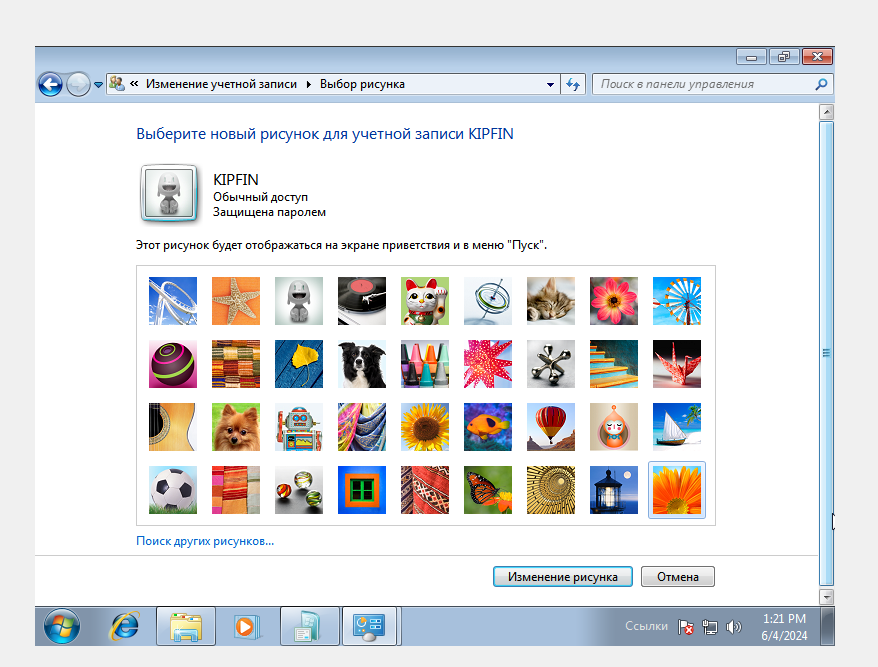 « Изменение учетной записи Выбор рисунка
Поиск в панели управления
Выберите новый рисунок для учетной записи KIPFIN
KIPFIN
Обычный доступ
Защищена паролем
Этот рисунок будет отображаться на экране приветствия и в меню "Пуск".
Поиск других рисунков...
Изменение рисунка Отмена
Ссылки
1:21 PM
6/4/2024